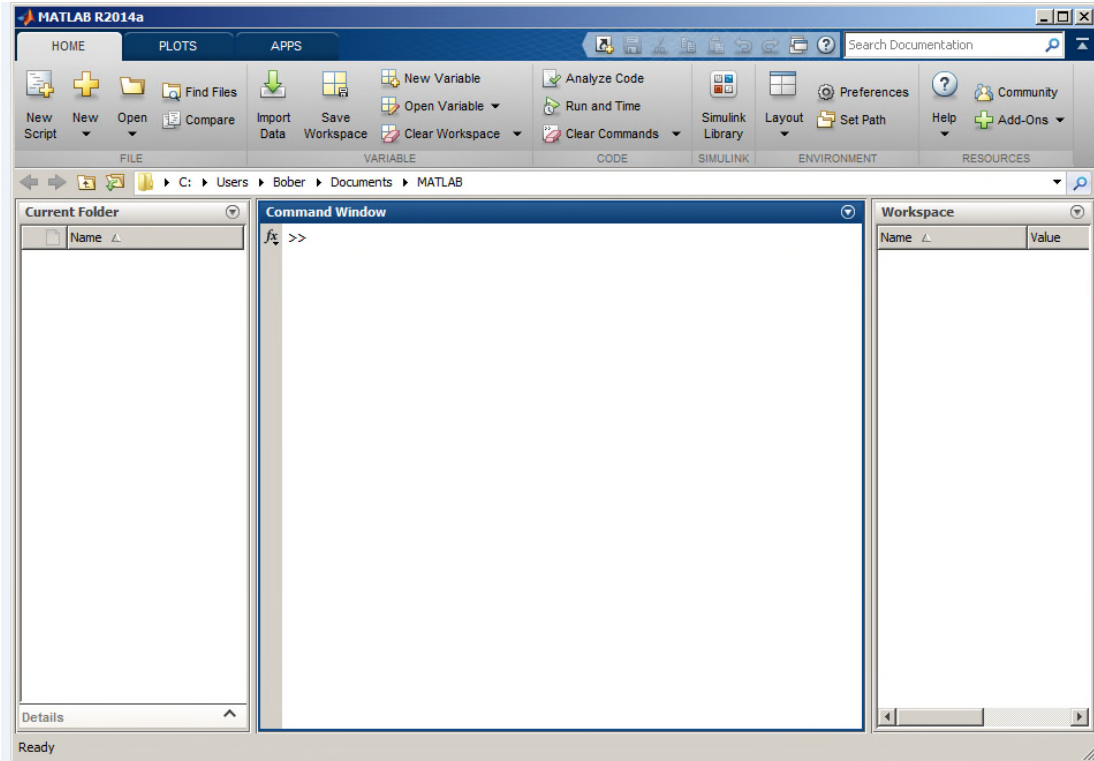 MATLAB R2014a
HOME PLOTS APPS
Search Documentation
New Script
New
Open
Find Files
Compare
FILE
Import Data
Save Workspace
New Variable
Open Variable
Clear Workspace
VARIABLE
Analyze Code
Run and Time
Clear Commands
CODE
Simulink Library
SIMULINK
Layout
Preferences
Set Path
ENVIRONMENT
Help
Community
Add-Ons
RESOURCES
C: Users Bober Documents MATLAB
Current Folder
Name
Details
Command Window
fx >>
Workspace
Name Value
Ready